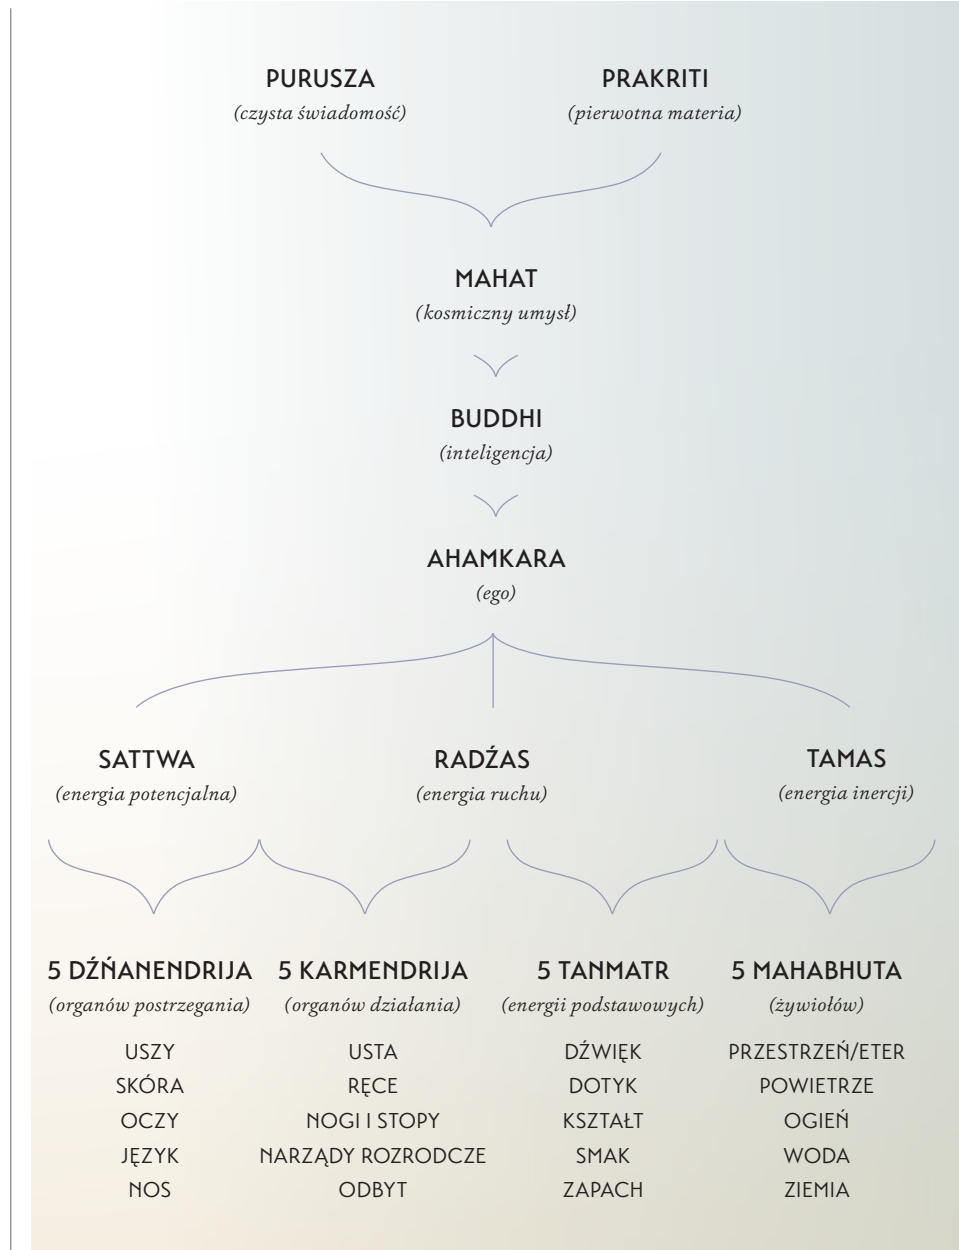 PURUSZA
(czysta świadomość)
PRAKRITI
(pierwotna materia)
MAHAT
(kosmiczny umysł)
BUDDHI
(inteligencja)
AHAMKARA
(ego)
SATTWA
(energia potencjalna)
RADŹAS
(energia ruchu)
TAMAS
(energia inercji)
5 DŹŃANENDRIJA
(organów postrzegania)
USZY
SKÓRA
OCZY
JĘZYK
NOS
5 KARMENDRIJA
(organów działania)
USTA
RĘCE
NOGI I STOPY
NARZĄDY ROZRODCZE
ODBYT
5 TANMATR
(energii podstawowych)
DŹWIĘK
DOTYK
KSZTAŁT
SMAK
ZAPACH
5 MAHABHUTA
(żywiołów)
PRZESTRZEŃ/ETER
POWIETRZE
OGIEŃ
WODA
ZIEMIA